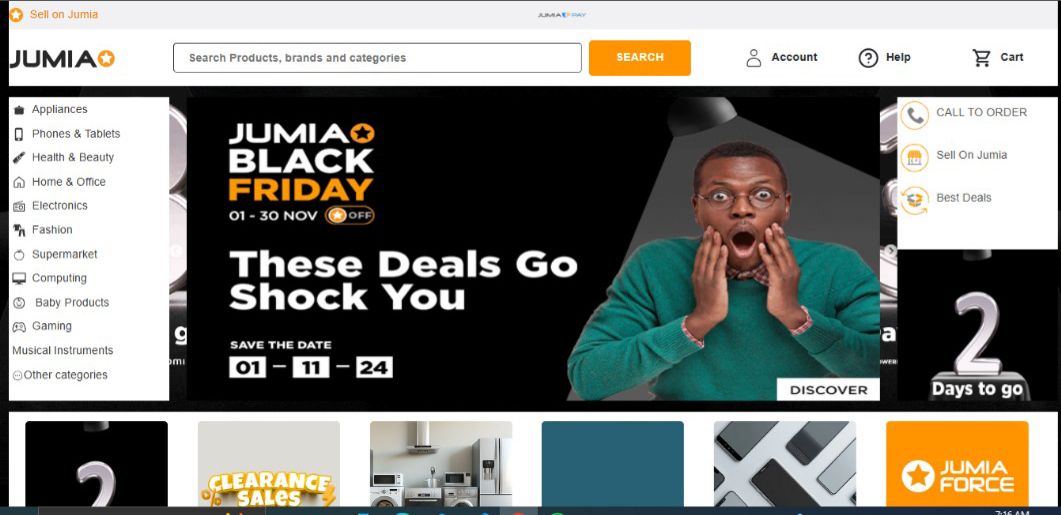 Sell on Jumia
JUMIA PAY
JUMIA
Search Products, brands and categories
SEARCH
Account
Help
Cart
Appliances
Phones & Tablets
Health & Beauty
Home & Office
Electronics
Fashion
Supermarket
Computing
Baby Products
Gaming
Musical Instruments
Other categories
JUMIA
BLACK
FRIDAY
01 - 30 NOV OFF
These Deals Go
Shock You
SAVE THE DATE
01 - 11 - 24
DISCOVER
CALL TO ORDER
Sell On Jumia
Best Deals
2
Days to go
2
CLEARANCE
% SALES
JUMIA
FORCE
7:16 AM